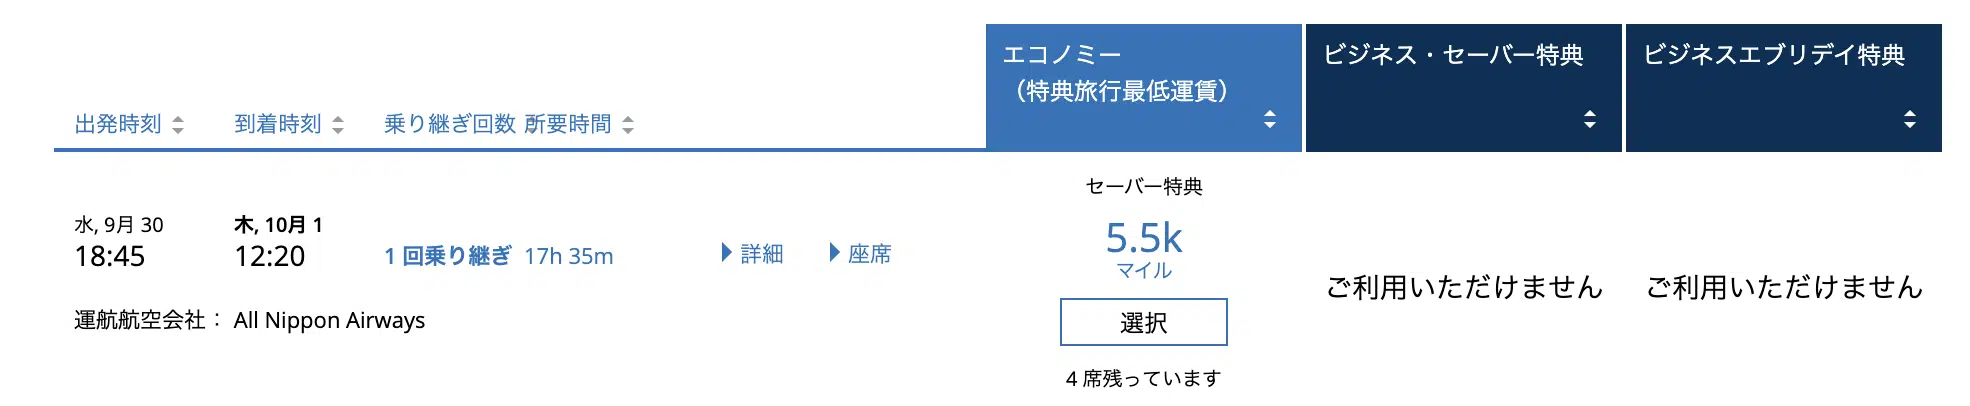 エコノミー
（特典旅行最低運賃）
ビジネス・セーバー特典
ビジネスエブリデイ特典
出発時刻 到着時刻 乗り継ぎ回数 所要時間
セーバー特典
水, 9月 30
木, 10月 1
18:45
12:20
1 回乗り継ぎ 17h 35m
詳細
座席
5.5k
マイル
ご利用いただけません
ご利用いただけません
選択
運航航空会社： All Nippon Airways
4 席残っています